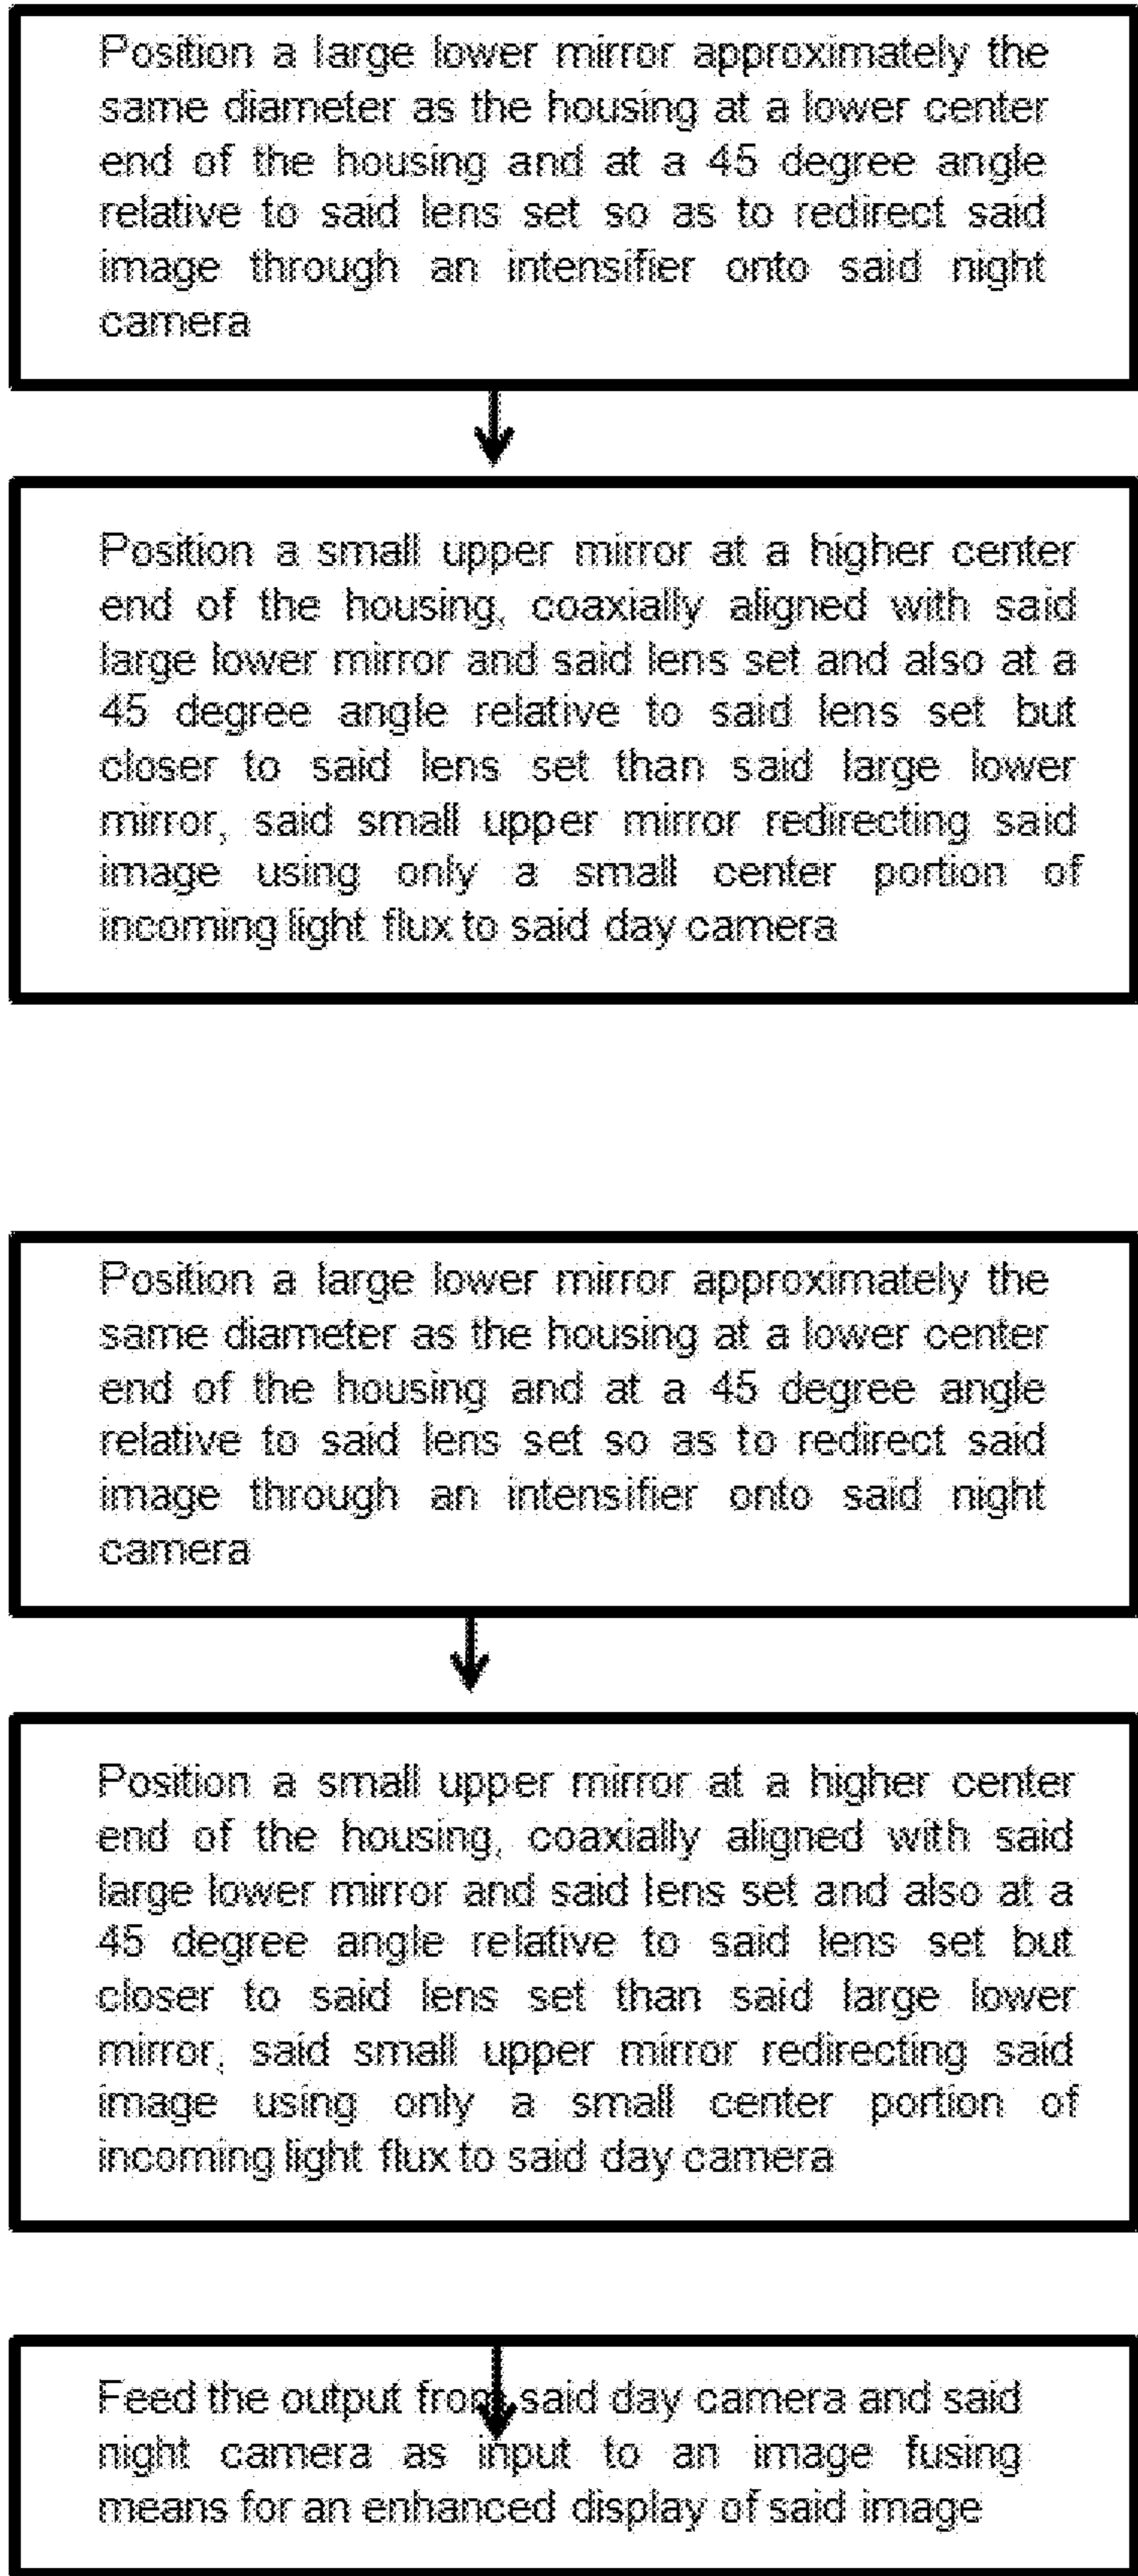 Position a large lower mirror approximately the
same diameter as the housing at a lower center
end of the housing and at a 45 degree angle
relative to said lens set so as to redirect said
image through an intensifier onto said night
camera
Position a small upper mirror at a higher center
end of the housing, coaxially aligned with said
large lower mirror and said lens set and also at a
45 degree angle relative to said lens set but
closer to said lens set than said large lower
mirror, said small upper mirror redirecting said
image using only a small center portion of
incoming light flux to said day camera
Position a large lower mirror approximately the
same diameter as the housing at a lower center
end of the housing and at a 45 degree angle
relative to said lens set so as to redirect said
image through an intensifier onto said night
camera
Position a small upper mirror at a higher center
end of the housing, coaxially aligned with said
large lower mirror and said lens set and also at a
45 degree angle relative to said lens set but
closer to said lens set than said large lower
mirror, said small upper mirror redirecting said
image using only a small center portion of
incoming light flux to said day camera
Feed the output from said day camera and said
night camera as input to an image fusing
means for an enhanced display of said image